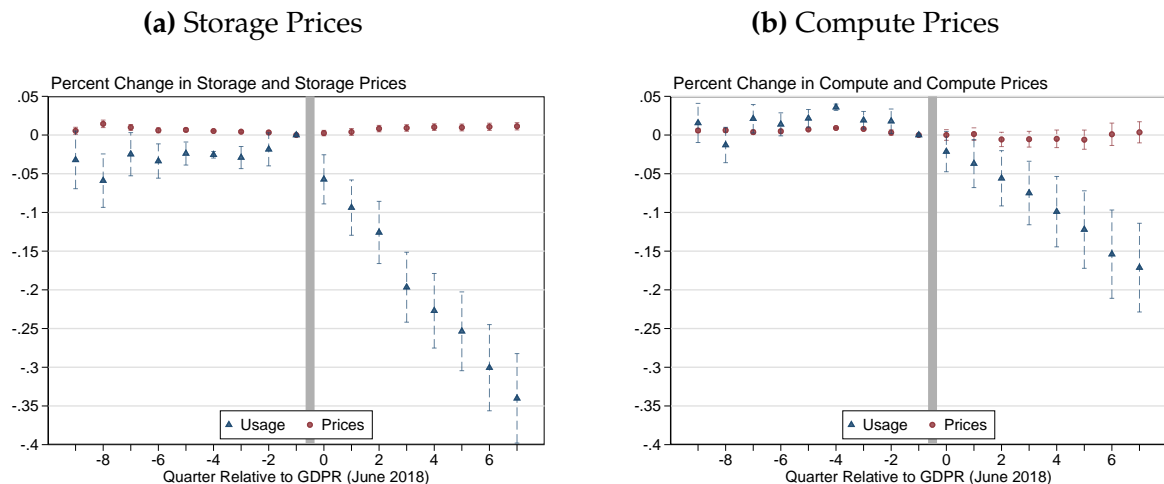 (a) Storage Prices
Percent Change in Storage and Storage Prices
.05
0
-.05
-.1
-.15
-.2
-.25
-.3
-.35
-.4
-8 -6 -4 -2 0 2 4 6
Quarter Relative to GDPR (June 2018)
Usage Prices
(b) Compute Prices
Percent Change in Compute and Compute Prices
.05
0
-.05
-.1
-.15
-.2
-.25
-.3
-.35
-.4
-8 -6 -4 -2 0 2 4 6
Quarter Relative to GDPR (June 2018)
Usage Prices